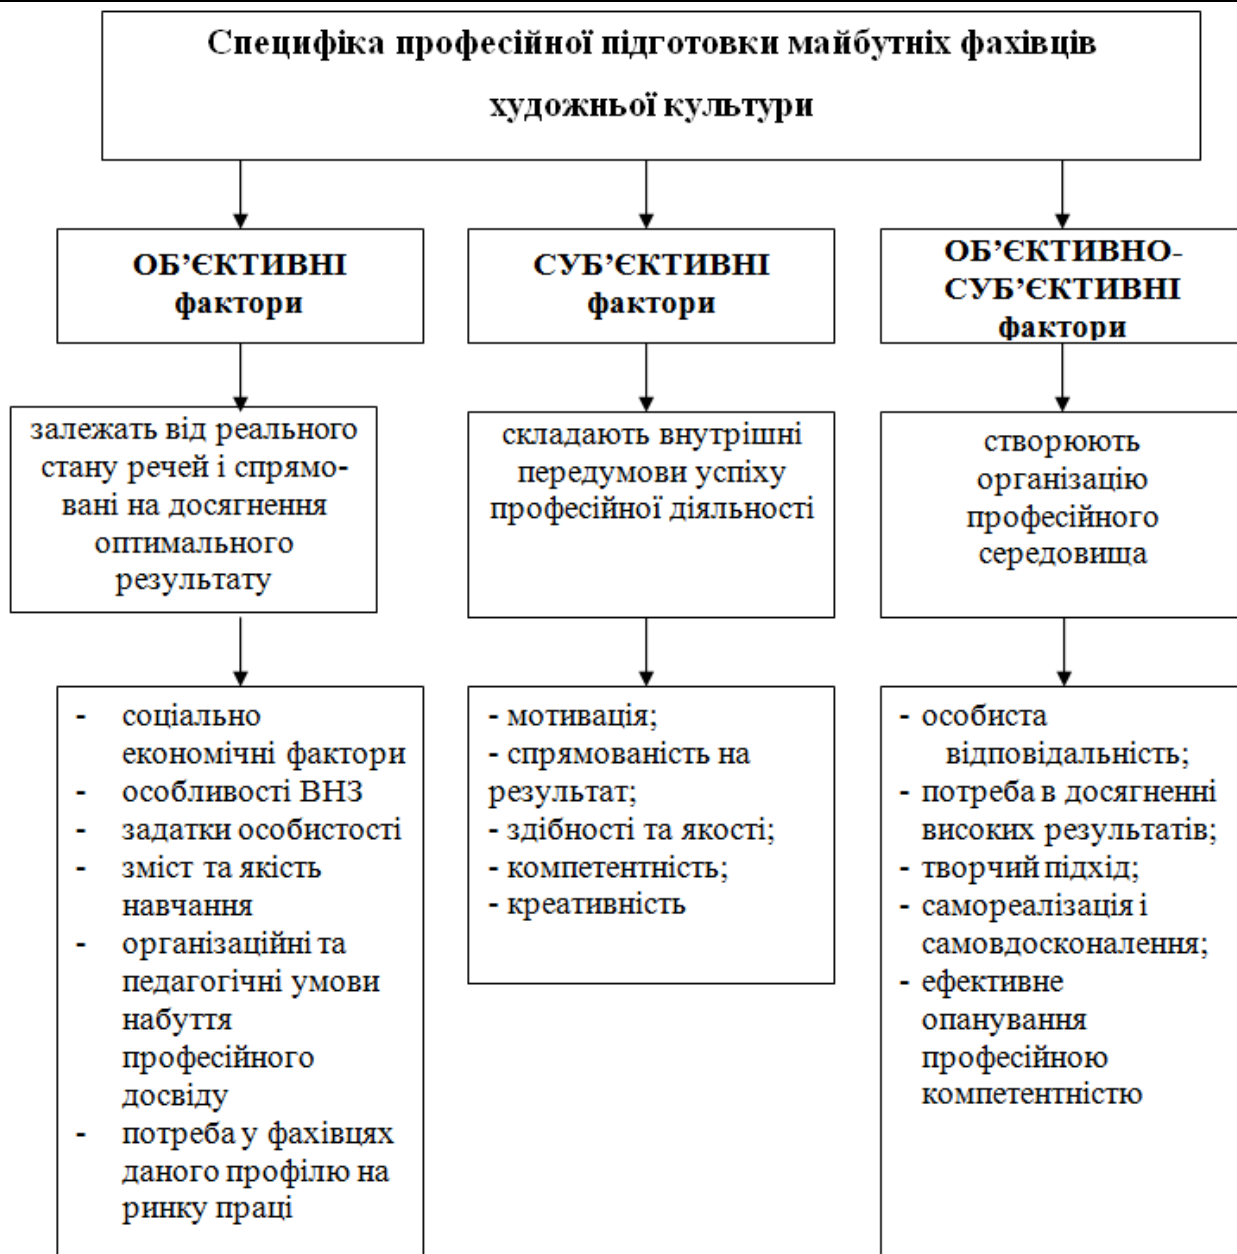 Специфіка професійної підготовки майбутніх фахівців
художньої культури
ОБ’ЄКТИВНІ
фактори
СУБ’ЄКТИВНІ
фактори
ОБ’ЄКТИВНО-
СУБ’ЄКТИВНІ
фактори
залежать від реального
стану речей і спрямо-
вані на досягнення
оптимального
результату
складають внутрішні
передумови успіху
професійної діяльності
створюють
організацію
професійного
середовища
- соціально
економічні фактори
- особливості ВНЗ
- задатки особистості
- зміст та якість
навчання
- організаційні та
педагогічні умови
набуття
професійного
досвіду
- потреба у фахівцях
даного профілю на
ринку праці
- мотивація;
- спрямованість на
результат;
- здібності та якості;
- компетентність;
- креативність
- особиста
відповідальність;
- потреба в досягненні
високих результатів;
- творчий підхід;
- самореалізація і
самовдосконалення;
- ефективне
опанування
професійною
компетентністю